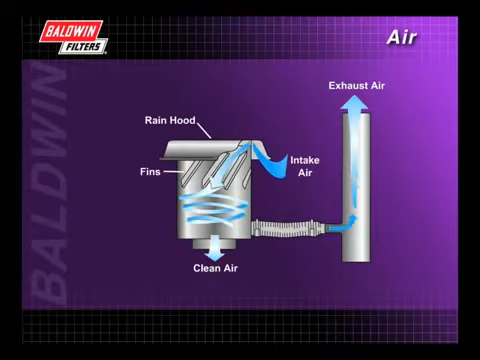 BALDWIN
FILTERS
Air
BALDWIN
Exhaust Air
Rain Hood
Fins
Intake
Air
Clean Air